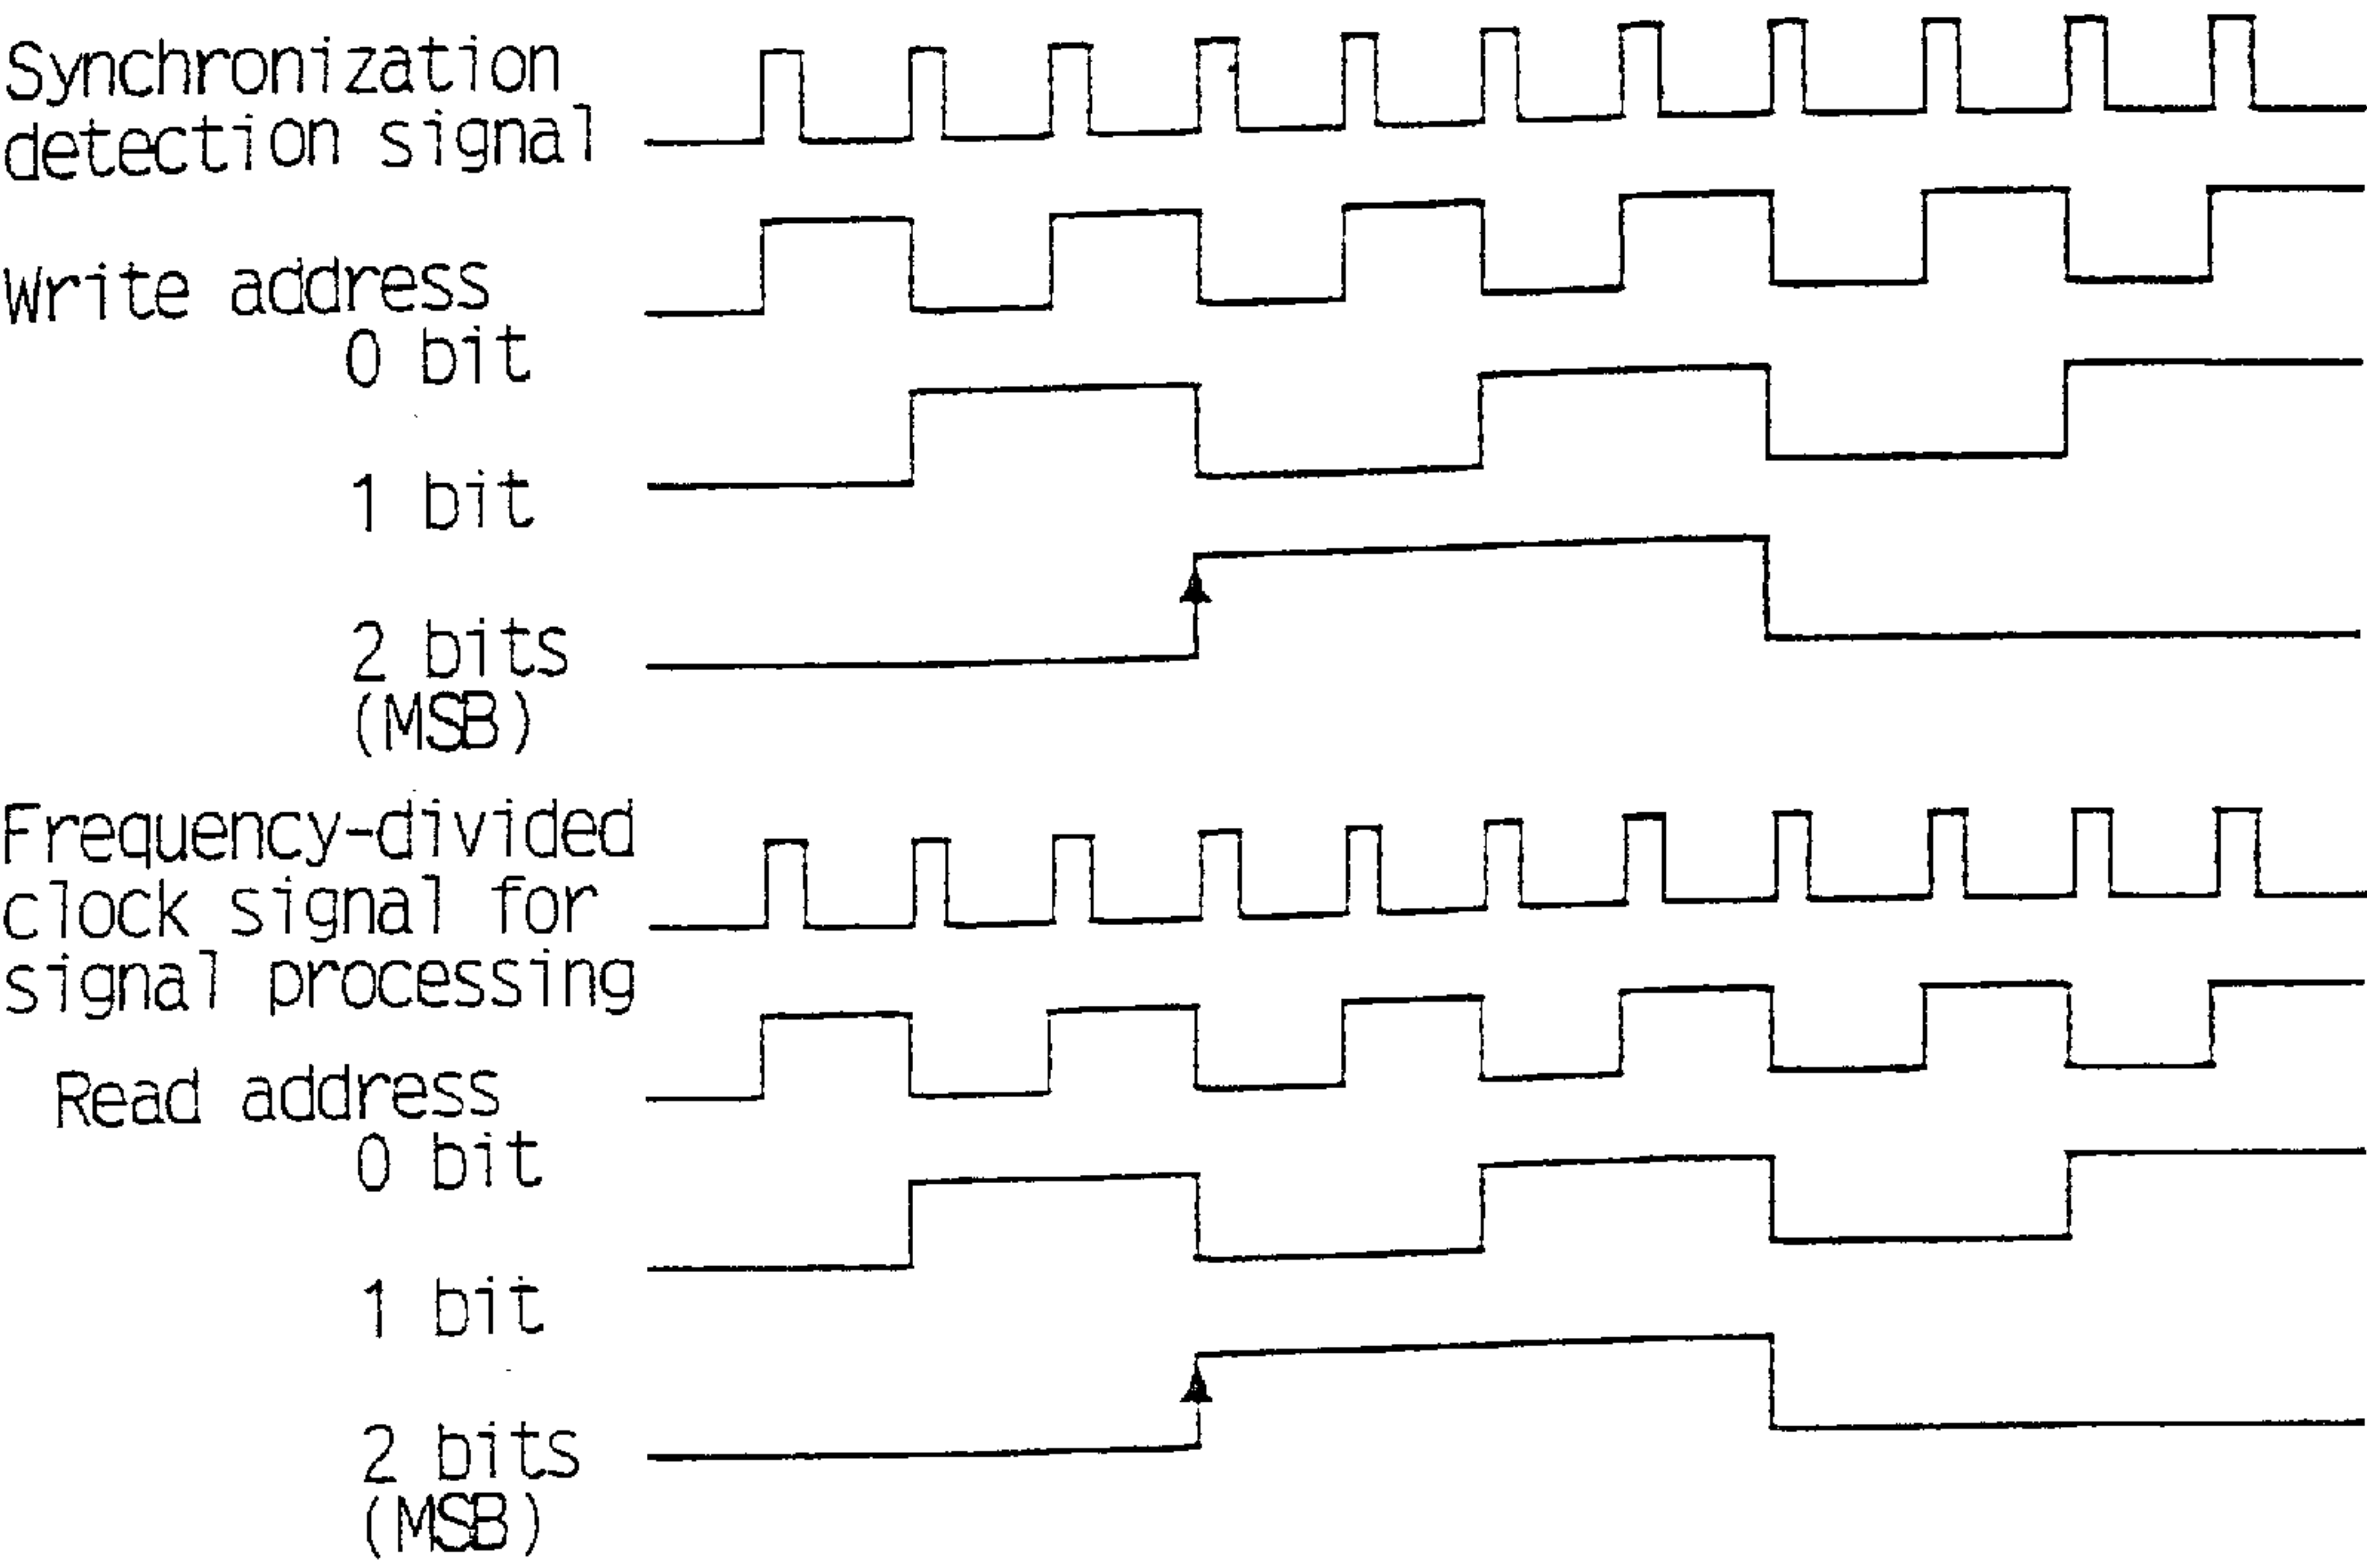 Synchronization
detection signal
Write address
0 bit
1 bit
2 bits
(MSB)
Frequency-divided
clock signal for
signal processing
Read address
0 bit
1 bit
2 bits
(MSB)